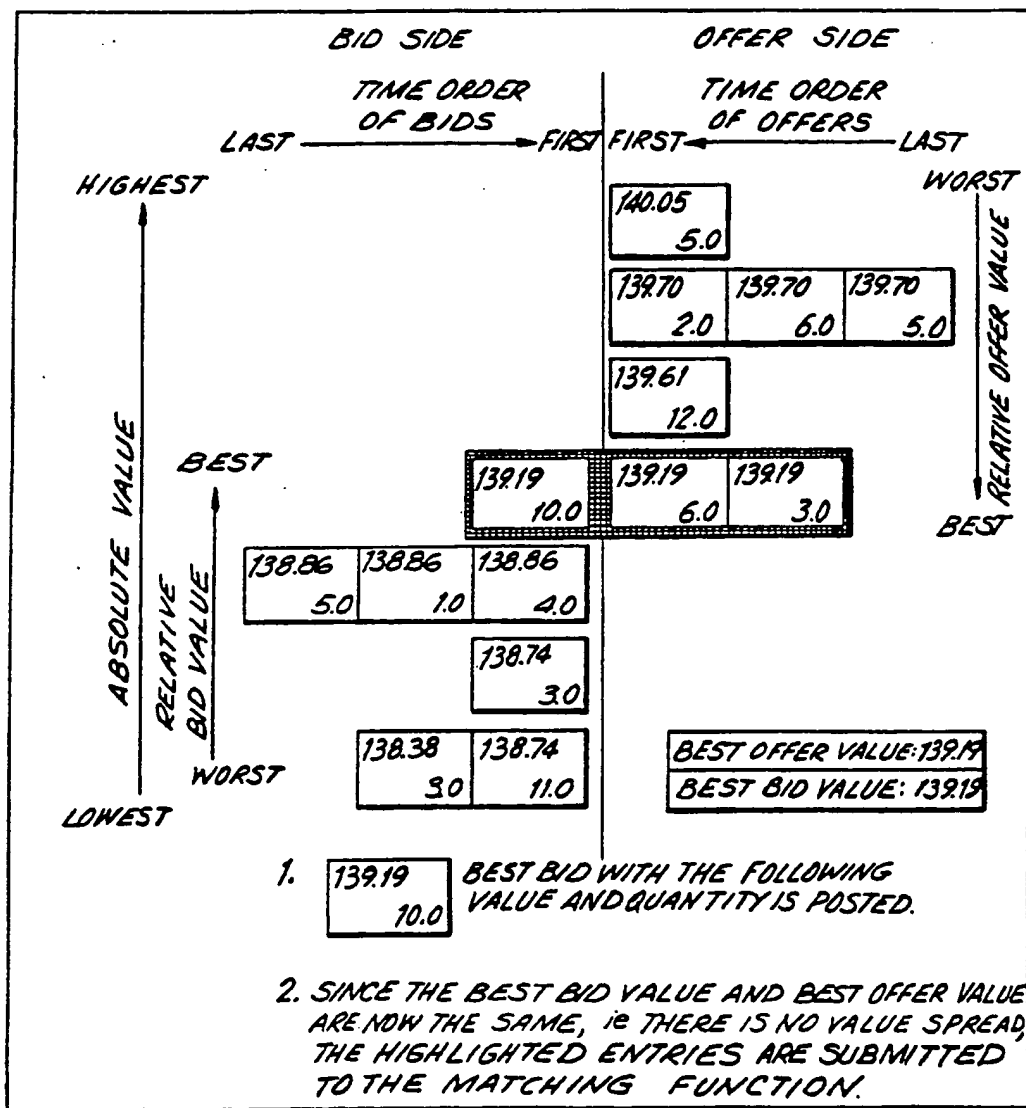 BID SIDE
OFFER SIDE
TIME ORDER
OF BIDS
TIME ORDER
OF OFFERS
LAST
FIRST
FIRST
LAST
HIGHEST
WORST
140.05
5.0
139.70 139.70 139.70
2.0 6.0 5.0
139.61
12.0
RELATIVE OFFER VALUE
ABSOLUTE VALUE
BEST
139.19 139.19 139.19
10.0 6.0 3.0
BEST
RELATIVE
BID VALUE
138.86 138.86 138.86
5.0 1.0 4.0
138.74
3.0
138.38 138.74
3.0 11.0
WORST
LOWEST
BEST OFFER VALUE: 139.19
BEST BID VALUE: 139.19
1. 139.19
10.0
BEST BID WITH THE FOLLOWING
VALUE AND QUANTITY IS POSTED.
2. SINCE THE BEST BID VALUE AND BEST OFFER VALUE
ARE NOW THE SAME, ie THERE IS NO VALUE SPREAD,
THE HIGHLIGHTED ENTRIES ARE SUBMITTED
TO THE MATCHING FUNCTION.